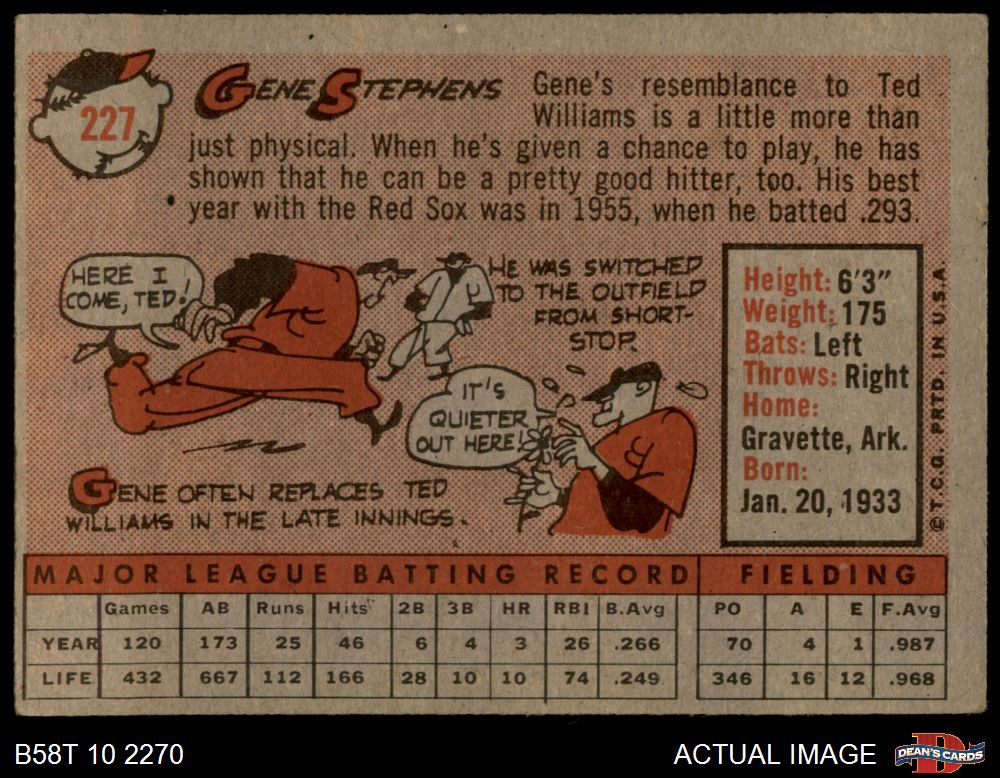 227
GENE STEPHENS
Gene's resemblance to Ted
Williams is a little more than
just physical. When he's given a chance to play, he has
shown that he can be a pretty good hitter, too. His best
year with the Red Sox was in 1955, when he batted .293.
HERE I
COME, TED!
HE WAS SWITCHED
TO THE OUTFIELD
FROM SHORT-
STOP.
IT'S
QUIETER
OUT HERE!
GENE OFTEN REPLACES TED
WILLIAMS IN THE LATE INNINGS.
Height: 6'3"
Weight: 175
Bats: Left
Throws: Right
Home:
Gravette, Ark.
Born:
Jan. 20, 1933
© T.C.G. PRTD. IN U.S.A.
MAJOR LEAGUE BATTING RECORD FIELDING
Games AB Runs Hits 2B 3B HR RBI B.Avg PO A E F.Avg
YEAR 120 173 25 46 6 4 3 26 .266 70 4 1 .987
LIFE 432 667 112 166 28 10 10 74 .249 346 16 12 .968
B58T 10 2270
ACTUAL IMAGE
DEAN'S CARDS